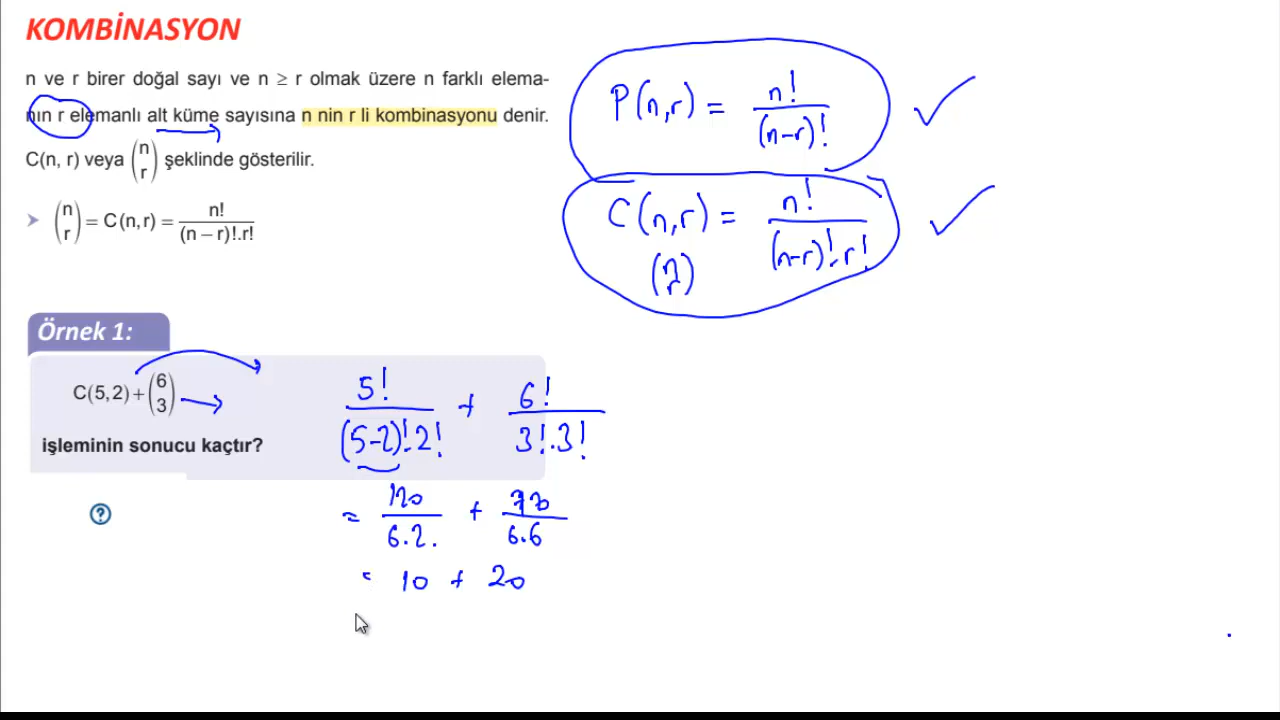 KOMBİNASYON
n ve r birer doğal sayı ve n ≥ r olmak üzere n farklı elema-
nın r elemanlı alt küme sayısına n nin r li kombinasyonu denir.
C(n, r) veya (n r) şeklinde gösterilir.
(n r) = C(n,r) = n! / (n − r)!.r!
P(n,r) = n! / (n-r)!
C(n,r) = n! / (n-r)!.r!
(n r)
Örnek 1:
C(5,2)+(6 3)
işleminin sonucu kaçtır?
5! / (5-2)!.2! + 6! / 3!.3!
= 120 / 6.2. + 720 / 6.6
= 10 + 20